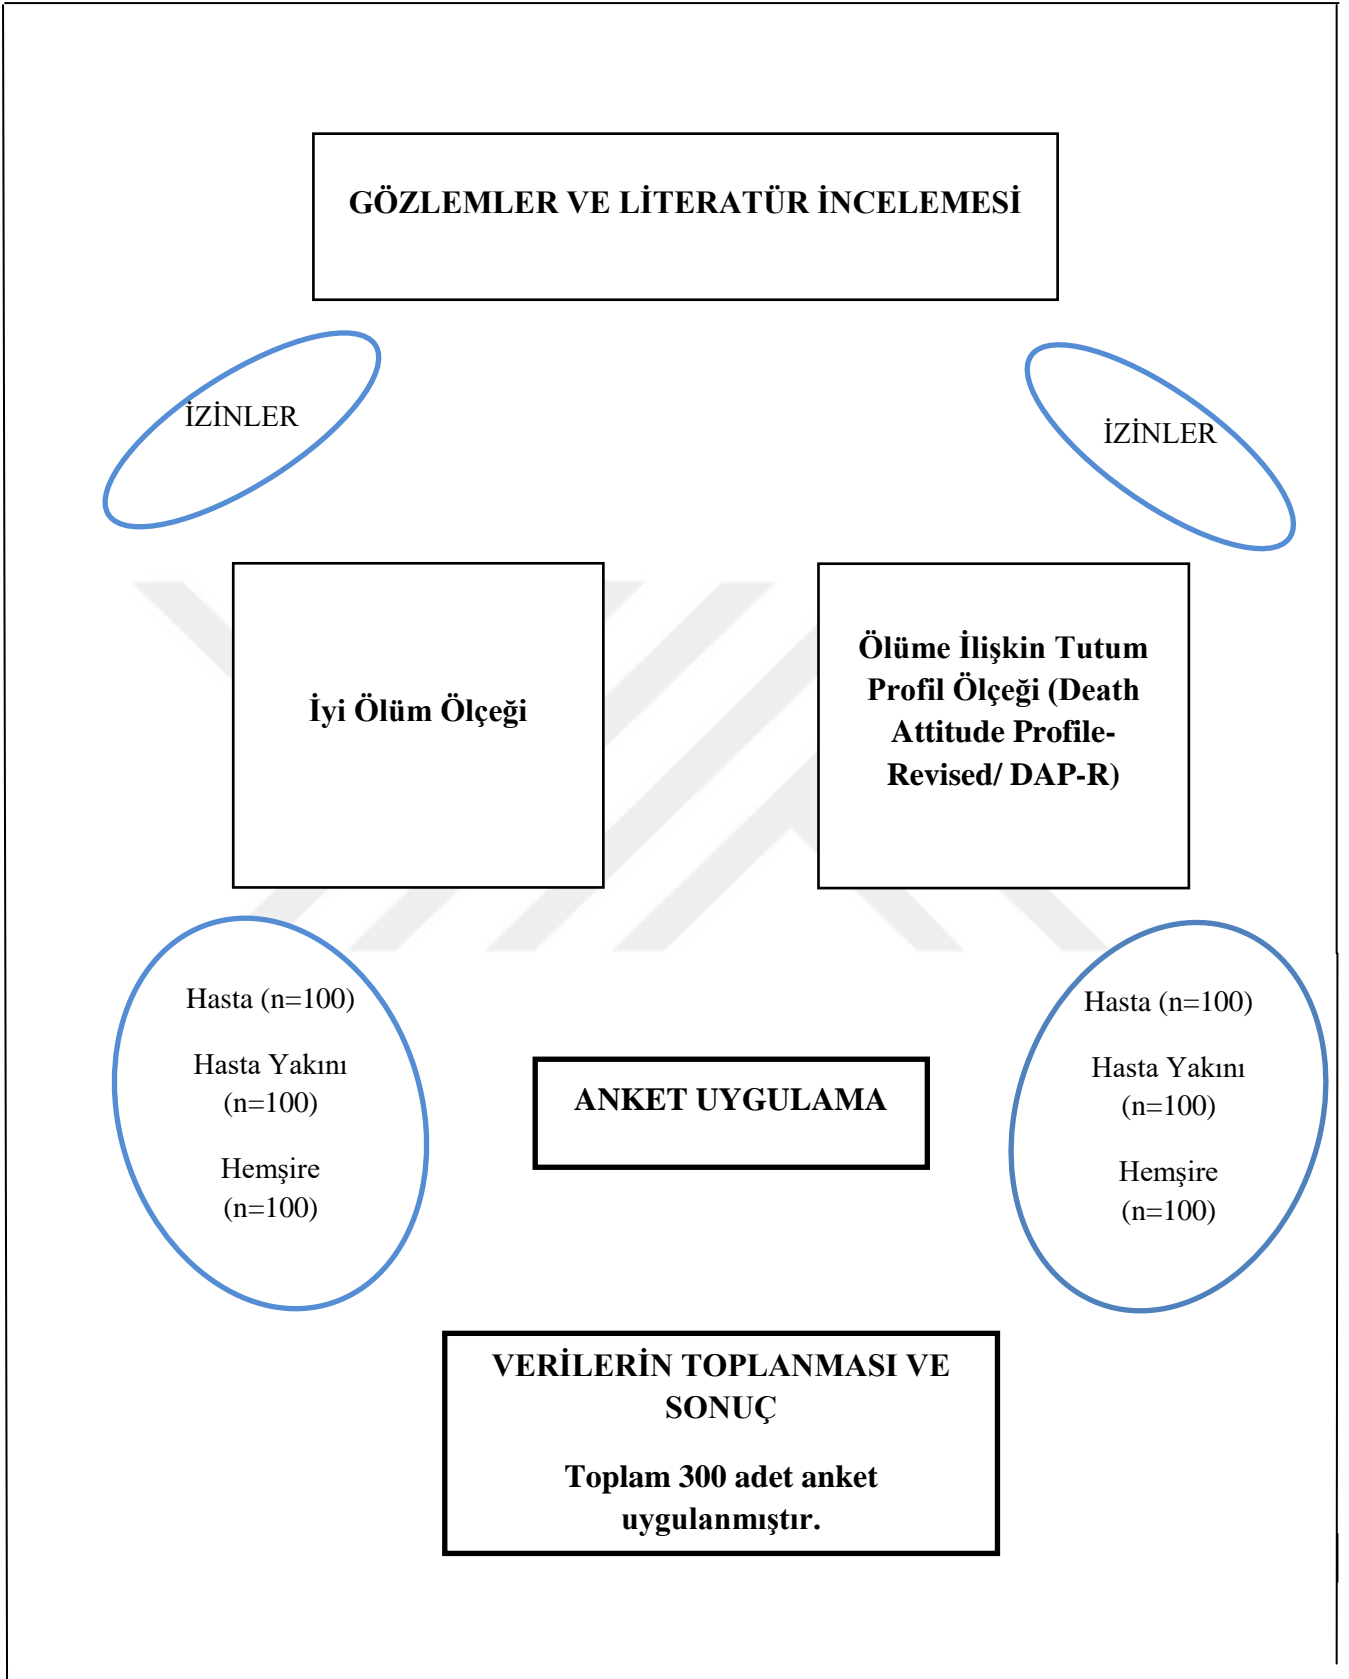 GÖZLEMLER VE LİTERATÜR İNCELEMESİ
İZİNLER
İZİNLER
İyi Ölüm Ölçeği
Ölüme İlişkin Tutum
Profil Ölçeği (Death
Attitude Profile-
Revised/ DAP-R)
Hasta (n=100)
Hasta Yakını
(n=100)
Hemşire
(n=100)
ANKET UYGULAMA
Hasta (n=100)
Hasta Yakını
(n=100)
Hemşire
(n=100)
VERİLERİN TOPLANMASI VE
SONUÇ
Toplam 300 adet anket
uygulanmıştır.